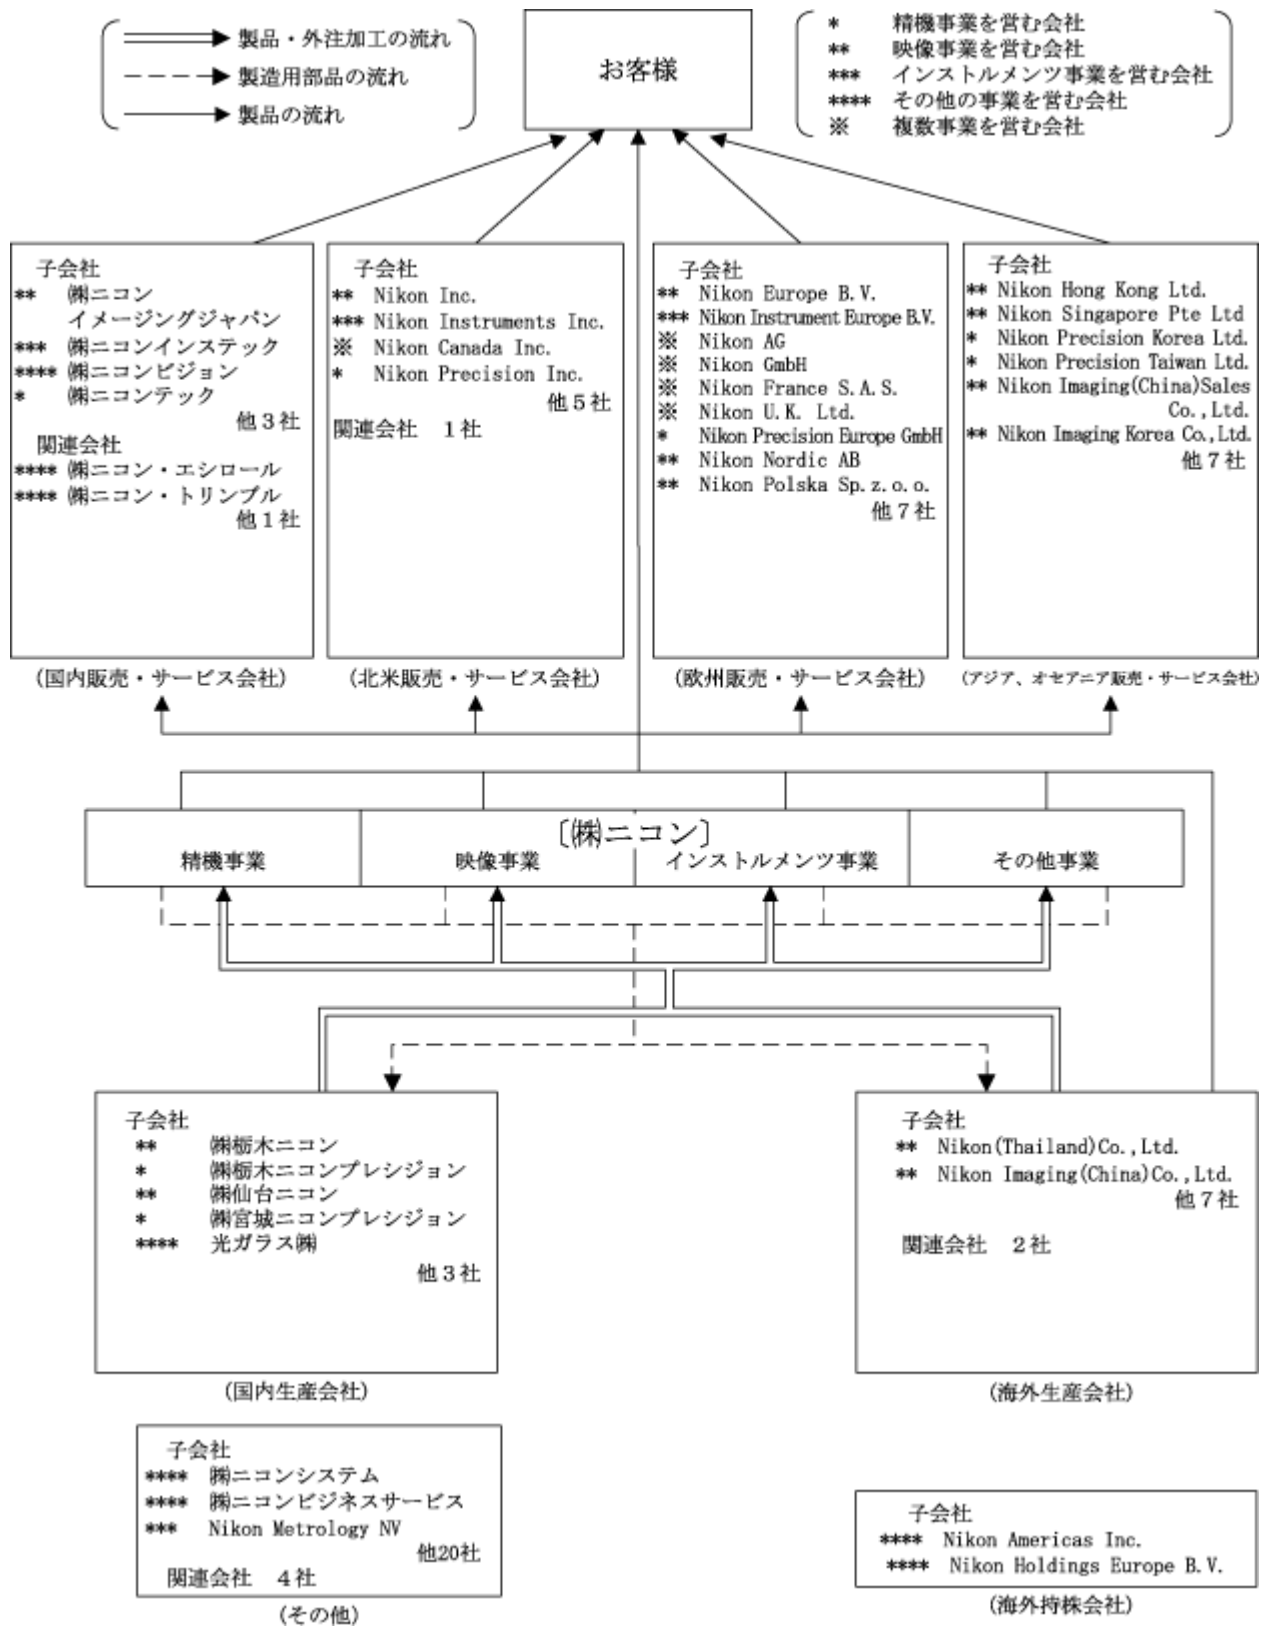 製品・外注加工の流れ
製造用部品の流れ
製品の流れ
お客様
* 精機事業を営む会社
** 映像事業を営む会社
*** インストルメンツ事業を営む会社
**** その他の事業を営む会社
※ 複数事業を営む会社
子会社
** ㈱ニコン
イメージングジャパン
*** ㈱ニコンインステック
**** ㈱ニコンビジョン
* ㈱ニコンテック
他3社
関連会社
**** ㈱ニコン・エシロール
**** ㈱ニコン・トリンブル
他1社
(国内販売・サービス会社)
子会社
** Nikon Inc.
*** Nikon Instruments Inc.
※ Nikon Canada Inc.
* Nikon Precision Inc.
他5社
関連会社 1社
(北米販売・サービス会社)
子会社
** Nikon Europe B.V.
*** Nikon Instrument Europe B.V.
※ Nikon AG
※ Nikon GmbH
※ Nikon France S.A.S.
※ Nikon U.K. Ltd.
* Nikon Precision Europe GmbH
** Nikon Nordic AB
** Nikon Polska Sp.z.o.o.
他7社
(欧州販売・サービス会社)
子会社
** Nikon Hong Kong Ltd.
** Nikon Singapore Pte Ltd
* Nikon Precision Korea Ltd.
* Nikon Precision Taiwan Ltd.
** Nikon Imaging(China)Sales
Co.,Ltd.
** Nikon Imaging Korea Co.,Ltd.
他7社
(アジア、オセアニア販売・サービス会社)
〔㈱ニコン〕
精機事業
映像事業
インストルメンツ事業
その他事業
子会社
** ㈱栃木ニコン
* ㈱栃木ニコンプレシジョン
** ㈱仙台ニコン
* ㈱宮城ニコンプレシジョン
**** 光ガラス㈱
他3社
(国内生産会社)
子会社
** Nikon(Thailand)Co.,Ltd.
** Nikon Imaging(China)Co.,Ltd.
他7社
関連会社 2社
(海外生産会社)
子会社
**** ㈱ニコンシステム
**** ㈱ニコンビジネスサービス
*** Nikon Metrology NV
他20社
関連会社 4社
(その他)
子会社
**** Nikon Americas Inc.
**** Nikon Holdings Europe B.V.
(海外持株会社)